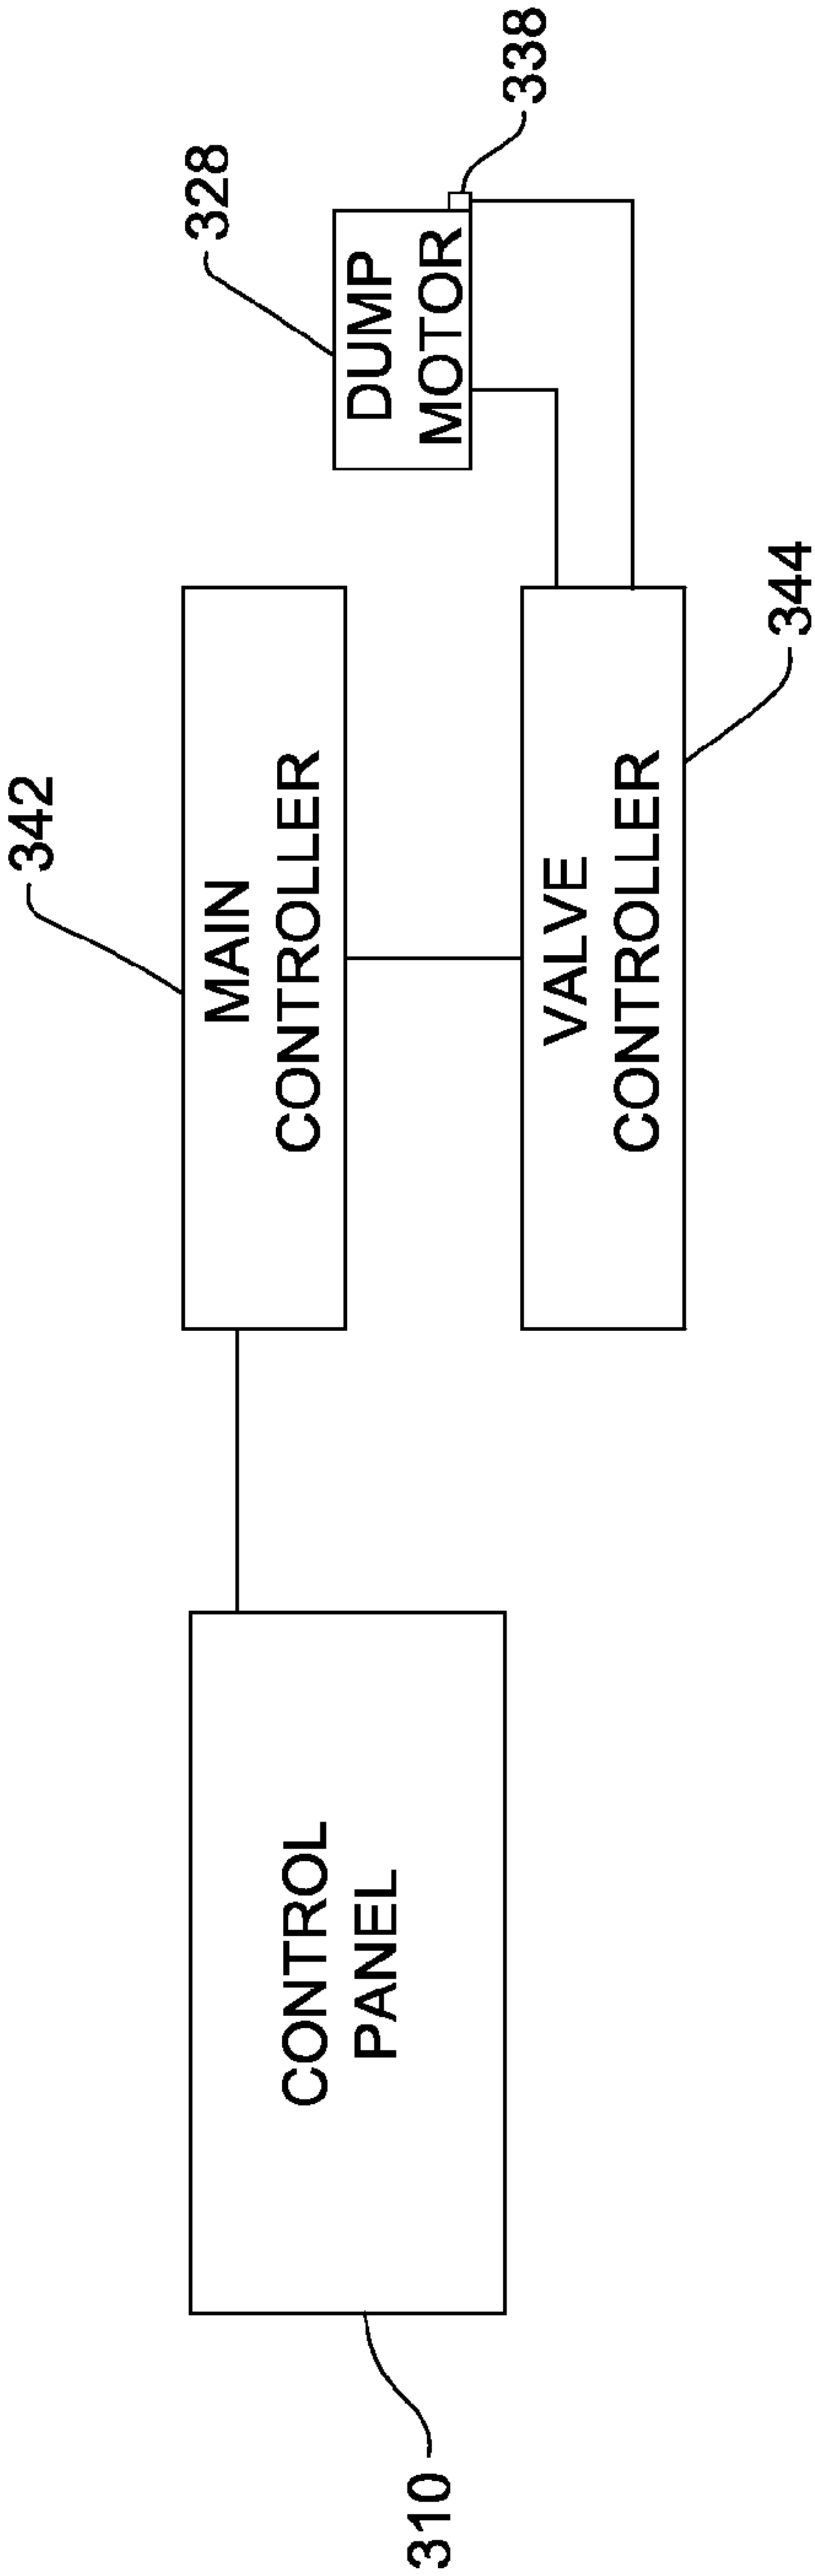 342
328
338
MAIN
CONTROLLER
DUMP
MOTOR
CONTROL
PANEL
VALVE
CONTROLLER
310
344